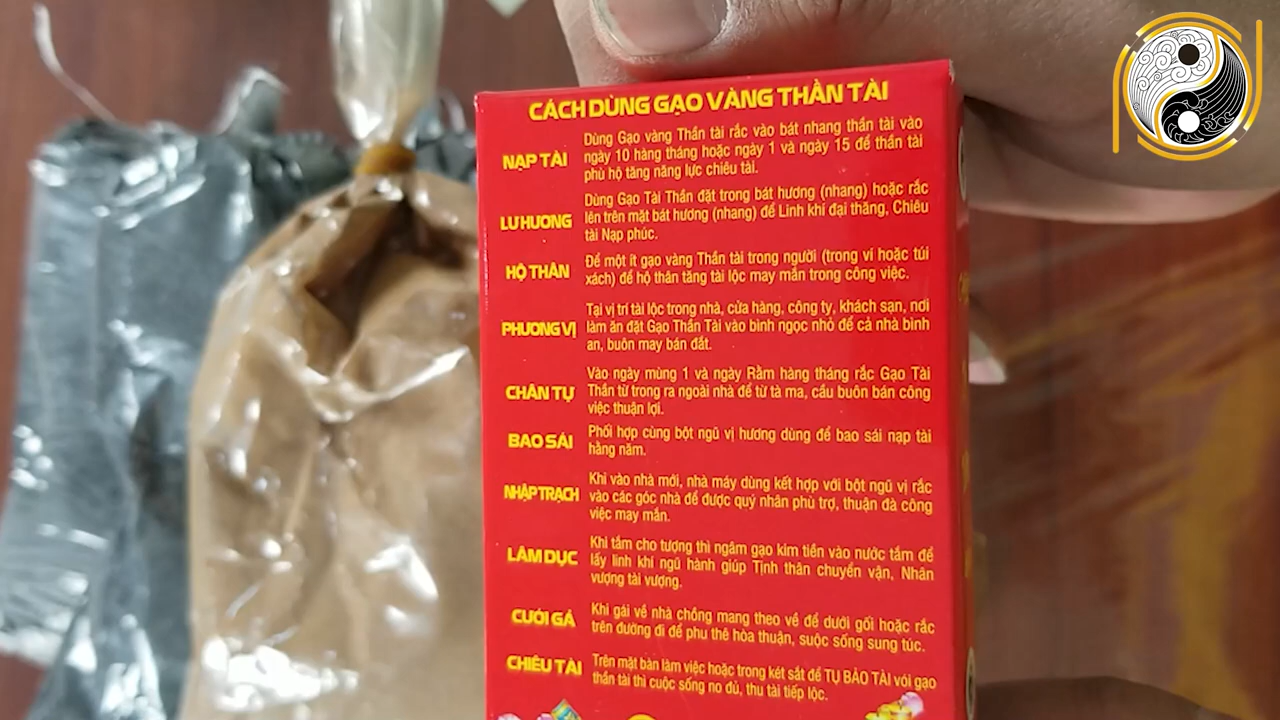 CÁCH DÙNG GẠO VÀNG THẦN TÀI
NẠP TÀI
Dùng Gạo vàng Thần tài rắc vào bát nhang thần tài vào
ngày 10 hàng tháng hoặc ngày 1 và ngày 15 để thần tài
phù hộ tăng năng lực chiêu tài.
LƯ HƯƠNG
Dùng Gạo Tài Thần đặt trong bát hương (nhang) hoặc rắc
lên trên mặt bát hương (nhang) để Linh khí đại thăng, Chiêu
tài Nạp phúc.
HỘ THÂN
Để một ít gạo vàng Thần tài trong người (trong ví hoặc túi
xách) để hộ thân tăng tài lộc may mắn trong công việc.
PHƯƠNG VỊ
Tại vị trí tài lộc trong nhà, cửa hàng, công ty, khách sạn, nơi
làm ăn đặt Gạo Thần Tài vào bình ngọc nhỏ để cả nhà bình
an, buôn may bán đắt.
CHÂN TỰ
Vào ngày mùng 1 và ngày Rằm hàng tháng rắc Gạo Tài
Thần từ trong ra ngoài nhà để từ tà ma, cầu buôn bán công
việc thuận lợi.
BAO SÁI
Phối hợp cùng bột ngũ vị hương dùng để bao sái nạp tài
hằng năm.
NHẬP TRẠCH
Khi vào nhà mới, nhà máy dùng kết hợp với bột ngũ vị rắc
vào các góc nhà để được quý nhân phù trợ, thuận đà công
việc may mắn.
LÂM DỤC
Khi tắm cho tượng thì ngâm gạo kim tiền vào nước tắm để
lấy linh khí ngũ hành giúp Tịnh thân chuyển vận, Nhân
vượng tài vượng.
CƯỚI GẢ
Khi gái về nhà chồng mang theo về để dưới gối hoặc rắc
trên đường đi để phu thê hòa thuận, suộc sống sung túc.
CHIÊU TÀI
Trên mặt bàn làm việc hoặc trong két sắt để TỤ BẢO TÀI với gạo
thần tài thì cuộc sống no đủ, thu tài tiếp lộc.